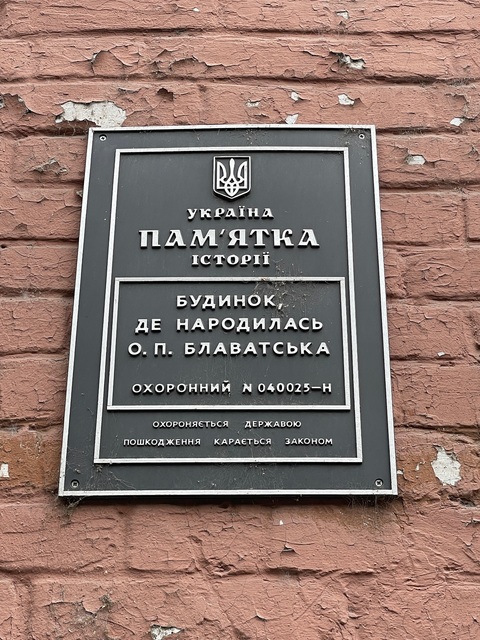 УКРАЇНА
ПАМ'ЯТКА
ІСТОРІЇ
БУДИНОК,
ДЕ НАРОДИЛАСЬ
О. П. БЛАВАТСЬКА
ОХОРОННИЙ N 040025-Н
ОХОРОНЯЄТЬСЯ ДЕРЖАВОЮ
ПОШКОДЖЕННЯ КАРАЄТЬСЯ ЗАКОНОМ